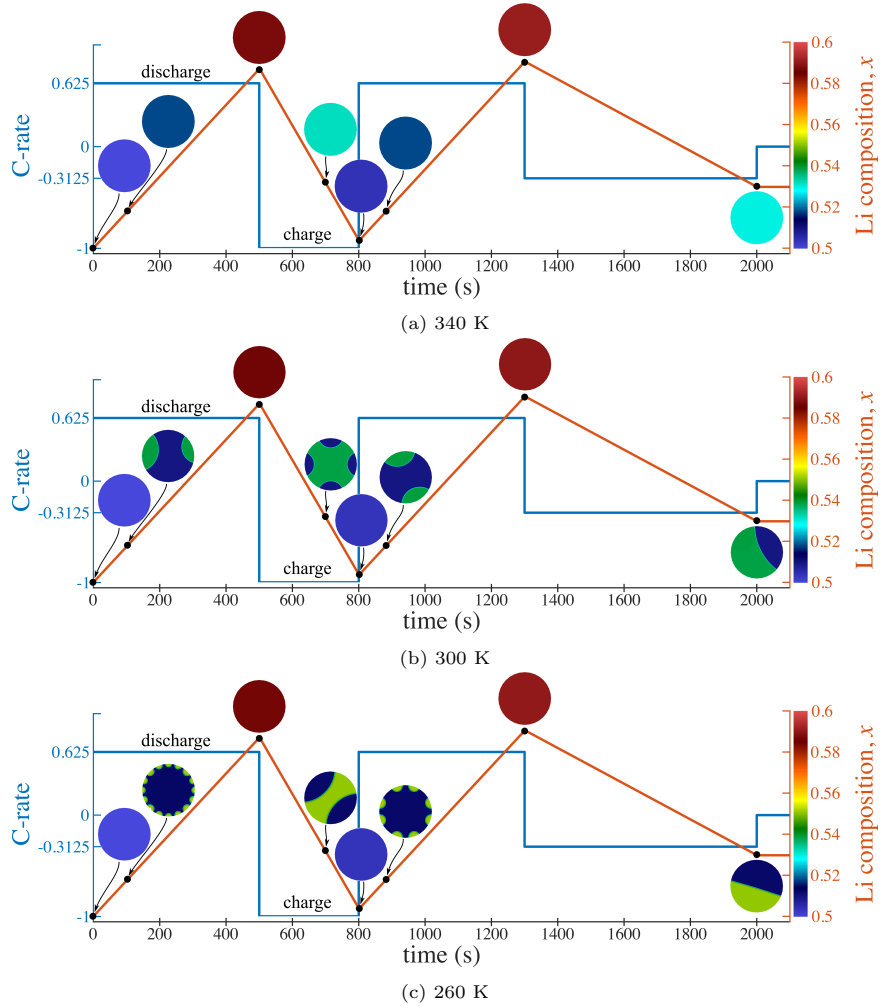 0.6
discharge
0.625
0.58
C-rate
0.56
Li composition, x
0
0.54
-0.3125
0.52
charge
-1
0.5
0 200 400 600 800 1000 1200 1400 1600 1800 2000
time (s)
(a) 340 K
0.6
discharge
0.625
0.58
C-rate
0.56
Li composition, x
0
0.54
-0.3125
0.52
charge
-1
0.5
0 200 400 600 800 1000 1200 1400 1600 1800 2000
time (s)
(b) 300 K
0.6
discharge
0.625
0.58
C-rate
0.56
Li composition, x
0
0.54
-0.3125
0.52
charge
-1
0.5
0 200 400 600 800 1000 1200 1400 1600 1800 2000
time (s)
(c) 260 K